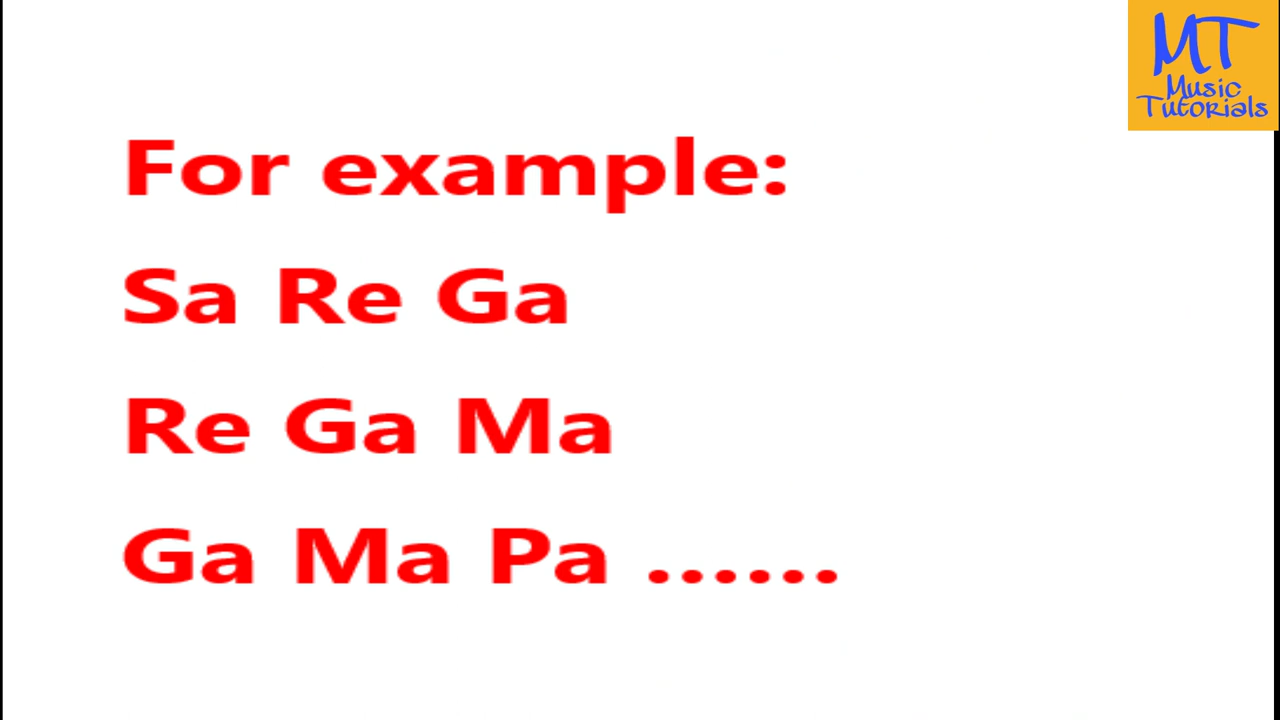 MT
Music
Tutorials
For example:
Sa Re Ga
Re Ga Ma
Ga Ma Pa ......